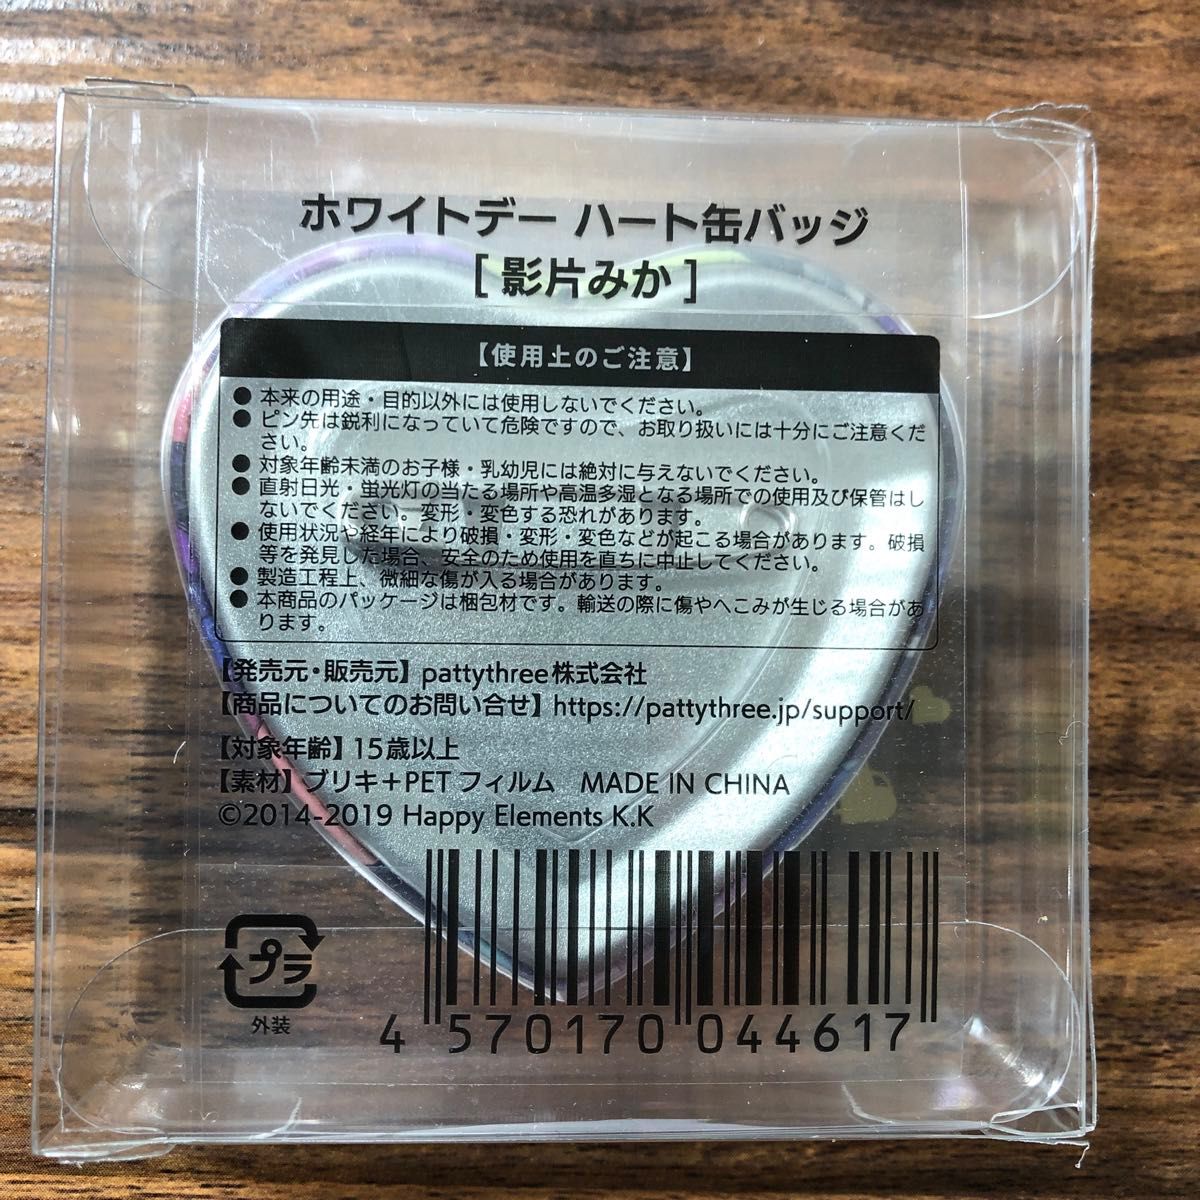 ホワイトデー ハート缶バッジ
[ 影片みか ]
【使用上のご注意】
● 本来の用途・目的以外には使用しないでください。
● ピン先は鋭利になっていて危険ですので、お取り扱いには十分にご注意くだ
さい。
● 対象年齢未満のお子様・乳幼児には絶対に与えないでください。
● 直射日光・蛍光灯の当たる場所や高温多湿となる場所での使用及び保管はし
ないでください。変形・変色する恐れがあります。
● 使用状況や経年により破損・変形・変色などが起こる場合があります。破損
等を発見した場合、安全のため使用を直ちに中止してください。
● 製造工程上、微細な傷が入る場合があります。
● 本商品のパッケージは梱包材です。輸送の際に傷やへこみが生じる場合があ
ります。
【発売元・販売元】pattythree株式会社
【商品についてのお問い合せ】https://pattythree.jp/support/
【対象年齢】15歳以上
【素材】ブリキ+PETフィルム MADE IN CHINA
©2014-2019 Happy Elements K.K
プラ
外装
4 570170 044617